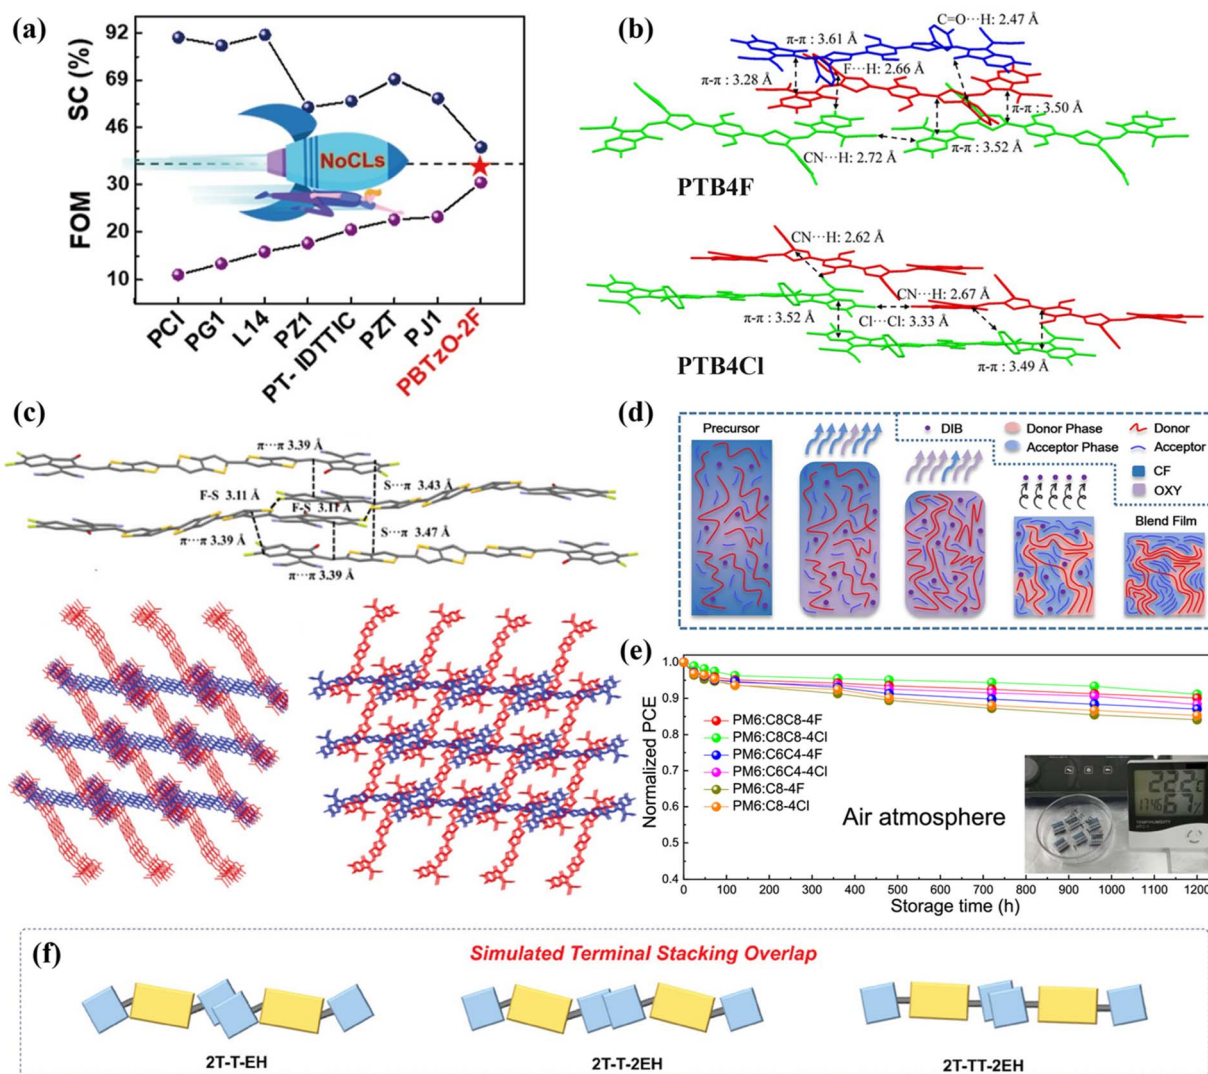 (a)
SC (%)
FOM
92
69
46
30
20
10
NoCLs
PCI
PG1
L14
PZ1
PT- IDTTIC
PZT
PJ1
PBTzO-2F
(b)
C=O···H: 2.47 Å
π-π : 3.61 Å
F···H: 2.66 Å
π-π : 3.28 Å
π-π : 3.50 Å
CN···H: 2.72 Å
π-π : 3.52 Å
PTB4F
CN···H: 2.62 Å
CN···H: 2.67 Å
π-π : 3.52 Å
Cl···Cl: 3.33 Å
π-π : 3.49 Å
PTB4Cl
(c)
π···π 3.39 Å
S···π 3.43 Å
F-S 3.11 Å
F-S 3.11 Å
π···π 3.39 Å
S···π 3.47 Å
π···π 3.39 Å
(d)
Precursor
DIB
Donor Phase
Donor
Acceptor Phase
Acceptor
CF
OXY
Blend Film
(e)
Normalized PCE
1.0
0.9
0.8
0.7
0.6
0.5
0.4
PM6:C8C8-4F
PM6:C8C8-4Cl
PM6:C6C4-4F
PM6:C6C4-4Cl
PM6:C8-4F
PM6:C8-4Cl
Air atmosphere
0 100 200 300 400 500 600 700 800 900 1000 1100 1200
Storage time (h)
(f)
Simulated Terminal Stacking Overlap
2T-T-EH
2T-T-2EH
2T-TT-2EH